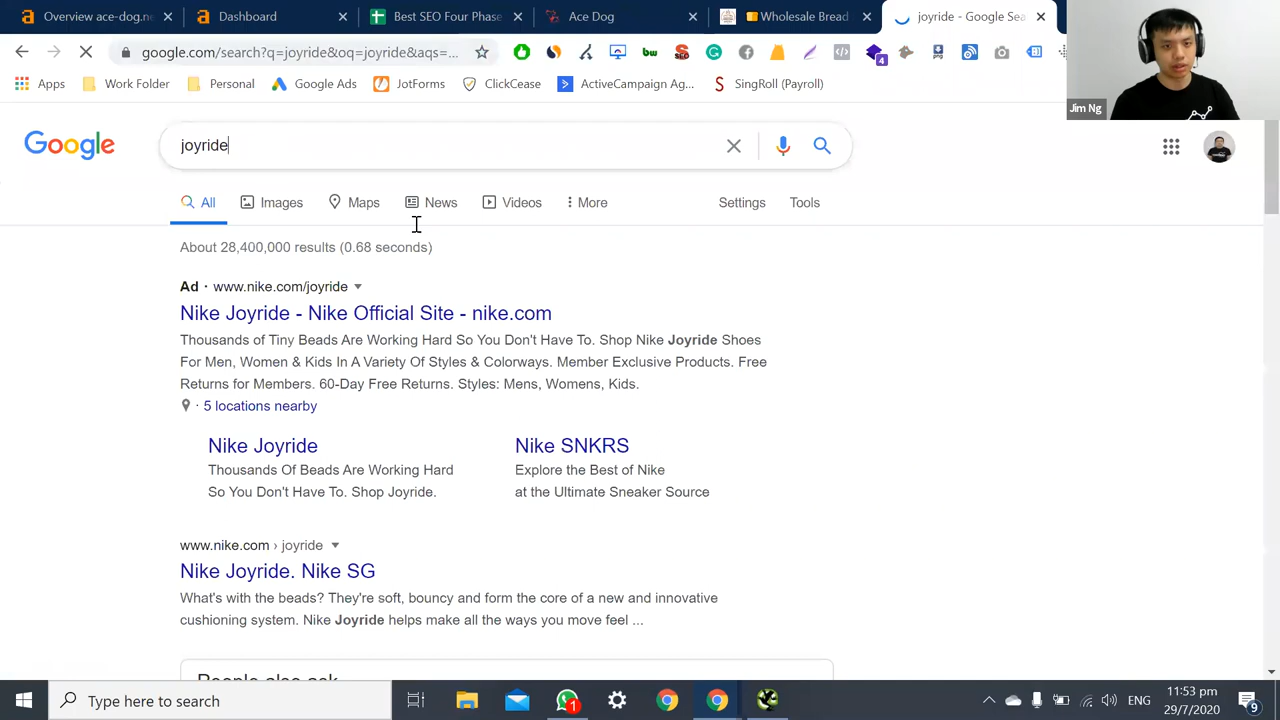 Overview ace-dog.ne
Dashboard
Best SEO Four Phase
Ace Dog
Wholesale Bread
joyride - Google Sea
google.com/search?q=joyride&oq=joyride&aqs=...
bw
SEO
4
Apps
Work Folder
Personal
Google Ads
JotForms
ClickCease
ActiveCampaign Ag...
SingRoll (Payroll)
Jim Ng
Google
joyride
All
Images
Maps
News
Videos
More
Settings
Tools
About 28,400,000 results (0.68 seconds)
Ad · www.nike.com/joyride
Nike Joyride - Nike Official Site - nike.com
Thousands of Tiny Beads Are Working Hard So You Don't Have To. Shop Nike Joyride Shoes
For Men, Women & Kids In A Variety Of Styles & Colorways. Member Exclusive Products. Free
Returns for Members. 60-Day Free Returns. Styles: Mens, Womens, Kids.
· 5 locations nearby
Nike Joyride
Thousands Of Beads Are Working Hard
So You Don't Have To. Shop Joyride.
Nike SNKRS
Explore the Best of Nike
at the Ultimate Sneaker Source
www.nike.com › joyride
Nike Joyride. Nike SG
What's with the beads? They're soft, bouncy and form the core of a new and innovative
cushioning system. Nike Joyride helps make all the ways you move feel ...
People also ask
Type here to search
1
ENG
11:53 pm
29/7/2020
9